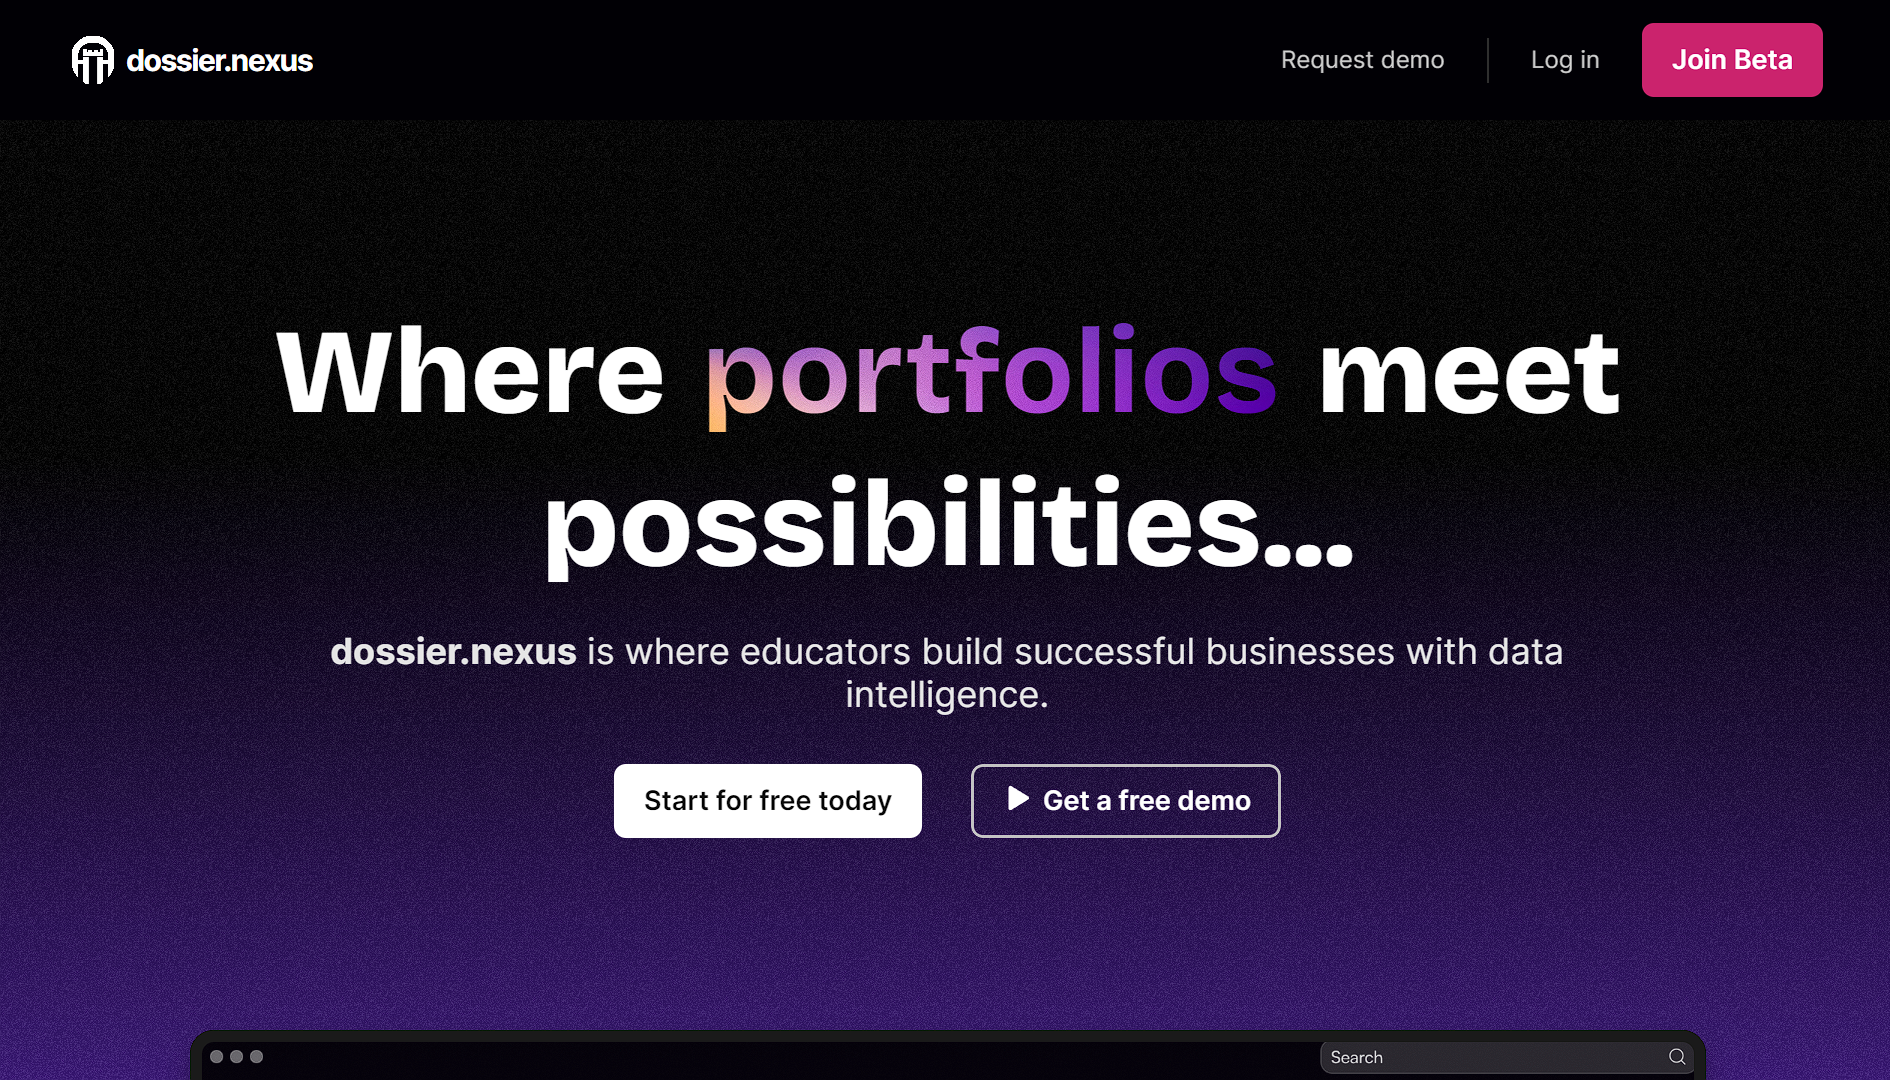 dossier.nexus
Request demo
Log in
Join Beta
Where portfolios meet
possibilities...
dossier.nexus is where educators build successful businesses with data
intelligence.
Start for free today
Get a free demo
Search